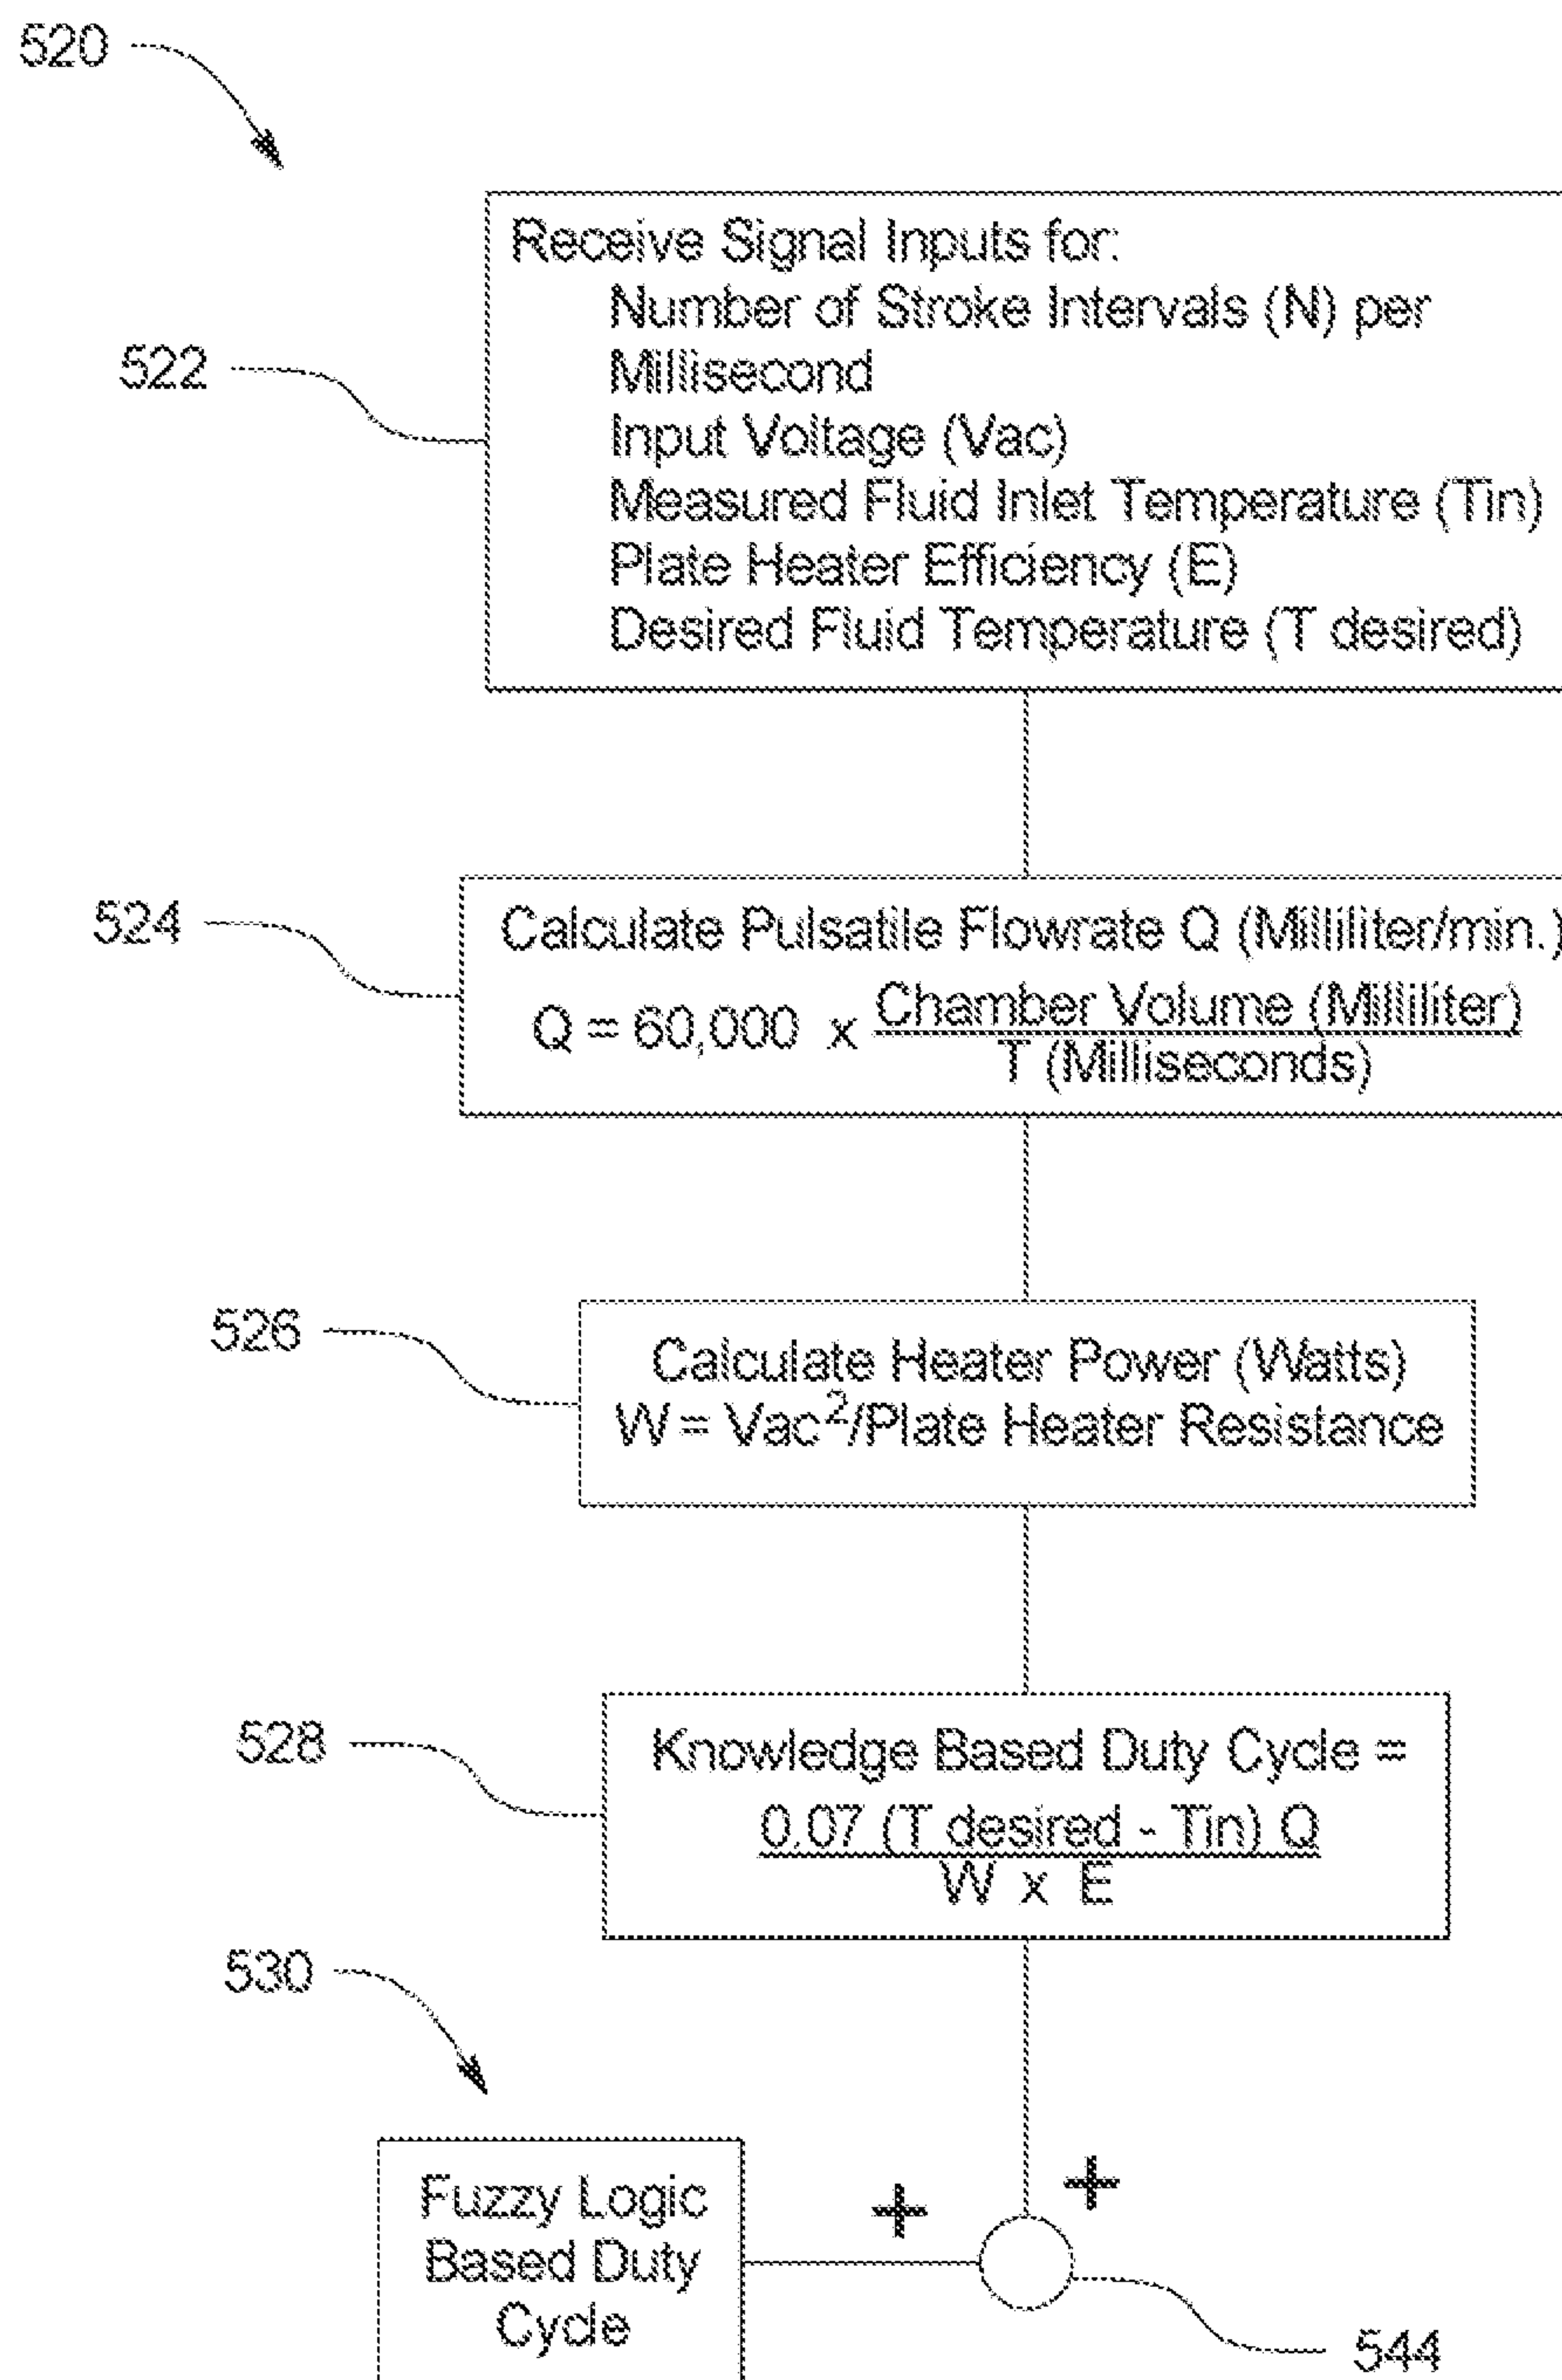 520
Receive Signal Inputs for:
Number of Stroke Intervals (N) per
Millisecond
522
Input Voltage (Vac)
Measured Fluid Inlet Temperature (Tin)
Plate Heater Efficiency (E)
Desired Fluid Temperature (T desired)
524
Calculate Pulsatile Flowrate Q (Milliliter/min.)
Q = 60,000 x Chamber Volume (Milliliter)
T (Milliseconds)
526
Calculate Heater Power (Watts)
W = Vac²/Plate Heater Resistance
528
Knowledge Based Duty Cycle =
0.07 (T desired - Tin) Q
W x E
530
+
+
Fuzzy Logic
Based Duty
Cycle
544